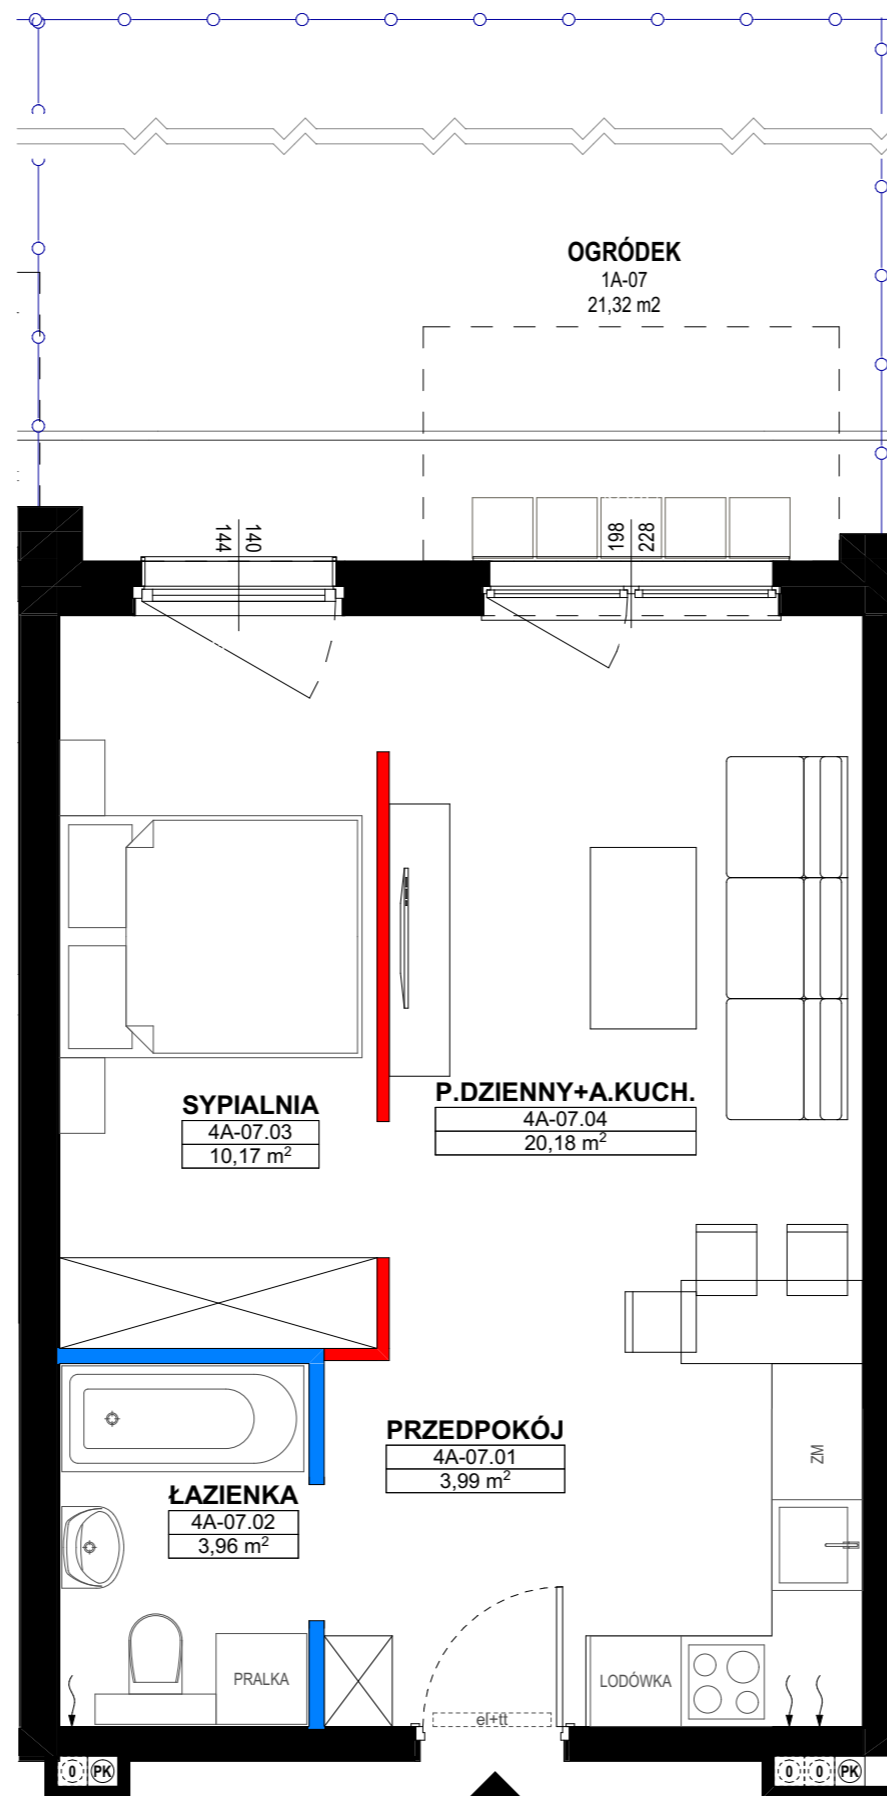 OGRÓDEK
1A-07
21,32 m2
144
140
198
228
SYPIALNIA
4A-07.03
10,17 m²
P.DZIENNY+A.KUCH.
4A-07.04
20,18 m²
PRZEDPOKÓJ
4A-07.01
3,99 m²
ZM
ŁAZIENKA
4A-07.02
3,96 m²
PRALKA
LODÓWKA
el+tt
0 PK
0 0 PK